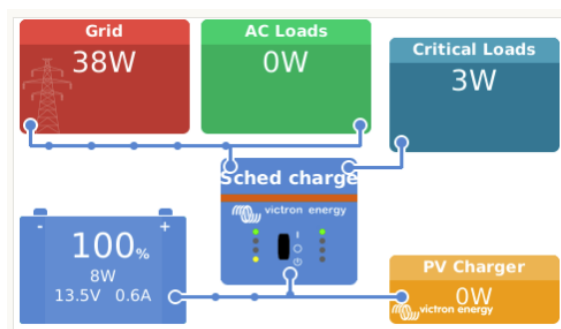 Grid
38W
AC Loads
0W
Critical Loads
3W
Sched charge
victron energy
- +
100%
8W
13.5V 0.6A
PV Charger
0W
victron energy